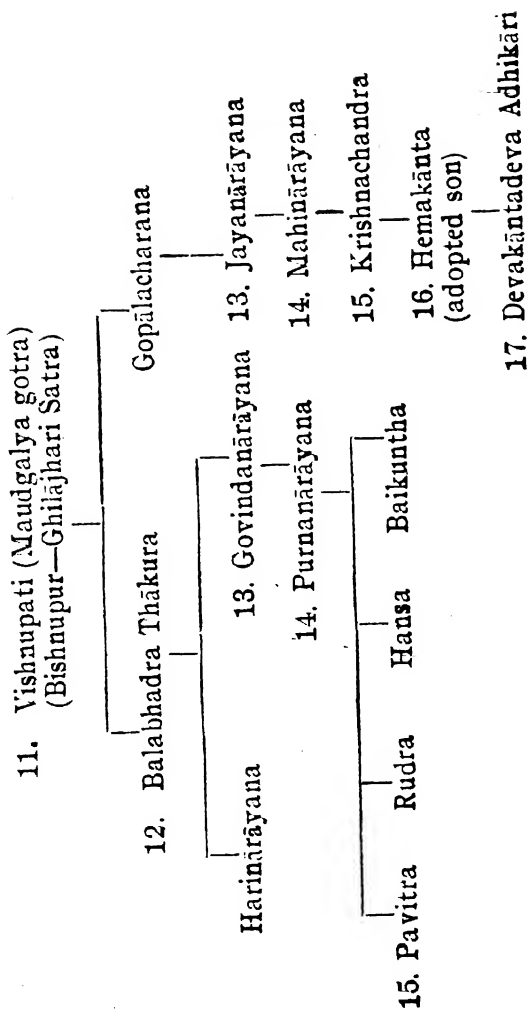 11. Vishnupati (Maudgalya gotra)
(Bishnupur—Ghilājhari Satra)
12. Balabhadra Thākura
Gopālacharana
Harinārāyana
13. Govindanārāyana
13. Jayanārāyana
14. Purnanārāyana
14. Mahinārāyana
15. Pavitra
Rudra
Hansa
Baikuntha
15. Krishnachandra
16. Hemakānta
(adopted son)
17. Devakāntadeva Adhikāri